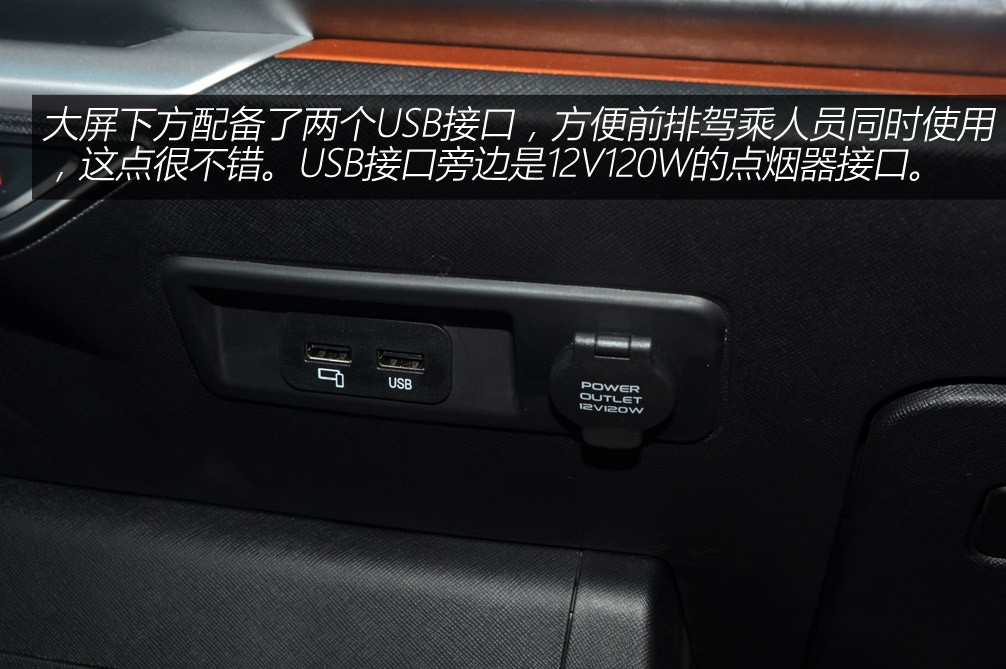 大屏下方配备了两个USB接口，方便前排驾乘人员同时使用
，这点很不错。USB接口旁边是12V120W的点烟器接口。
USB
POWER
OUTLET
12V120W